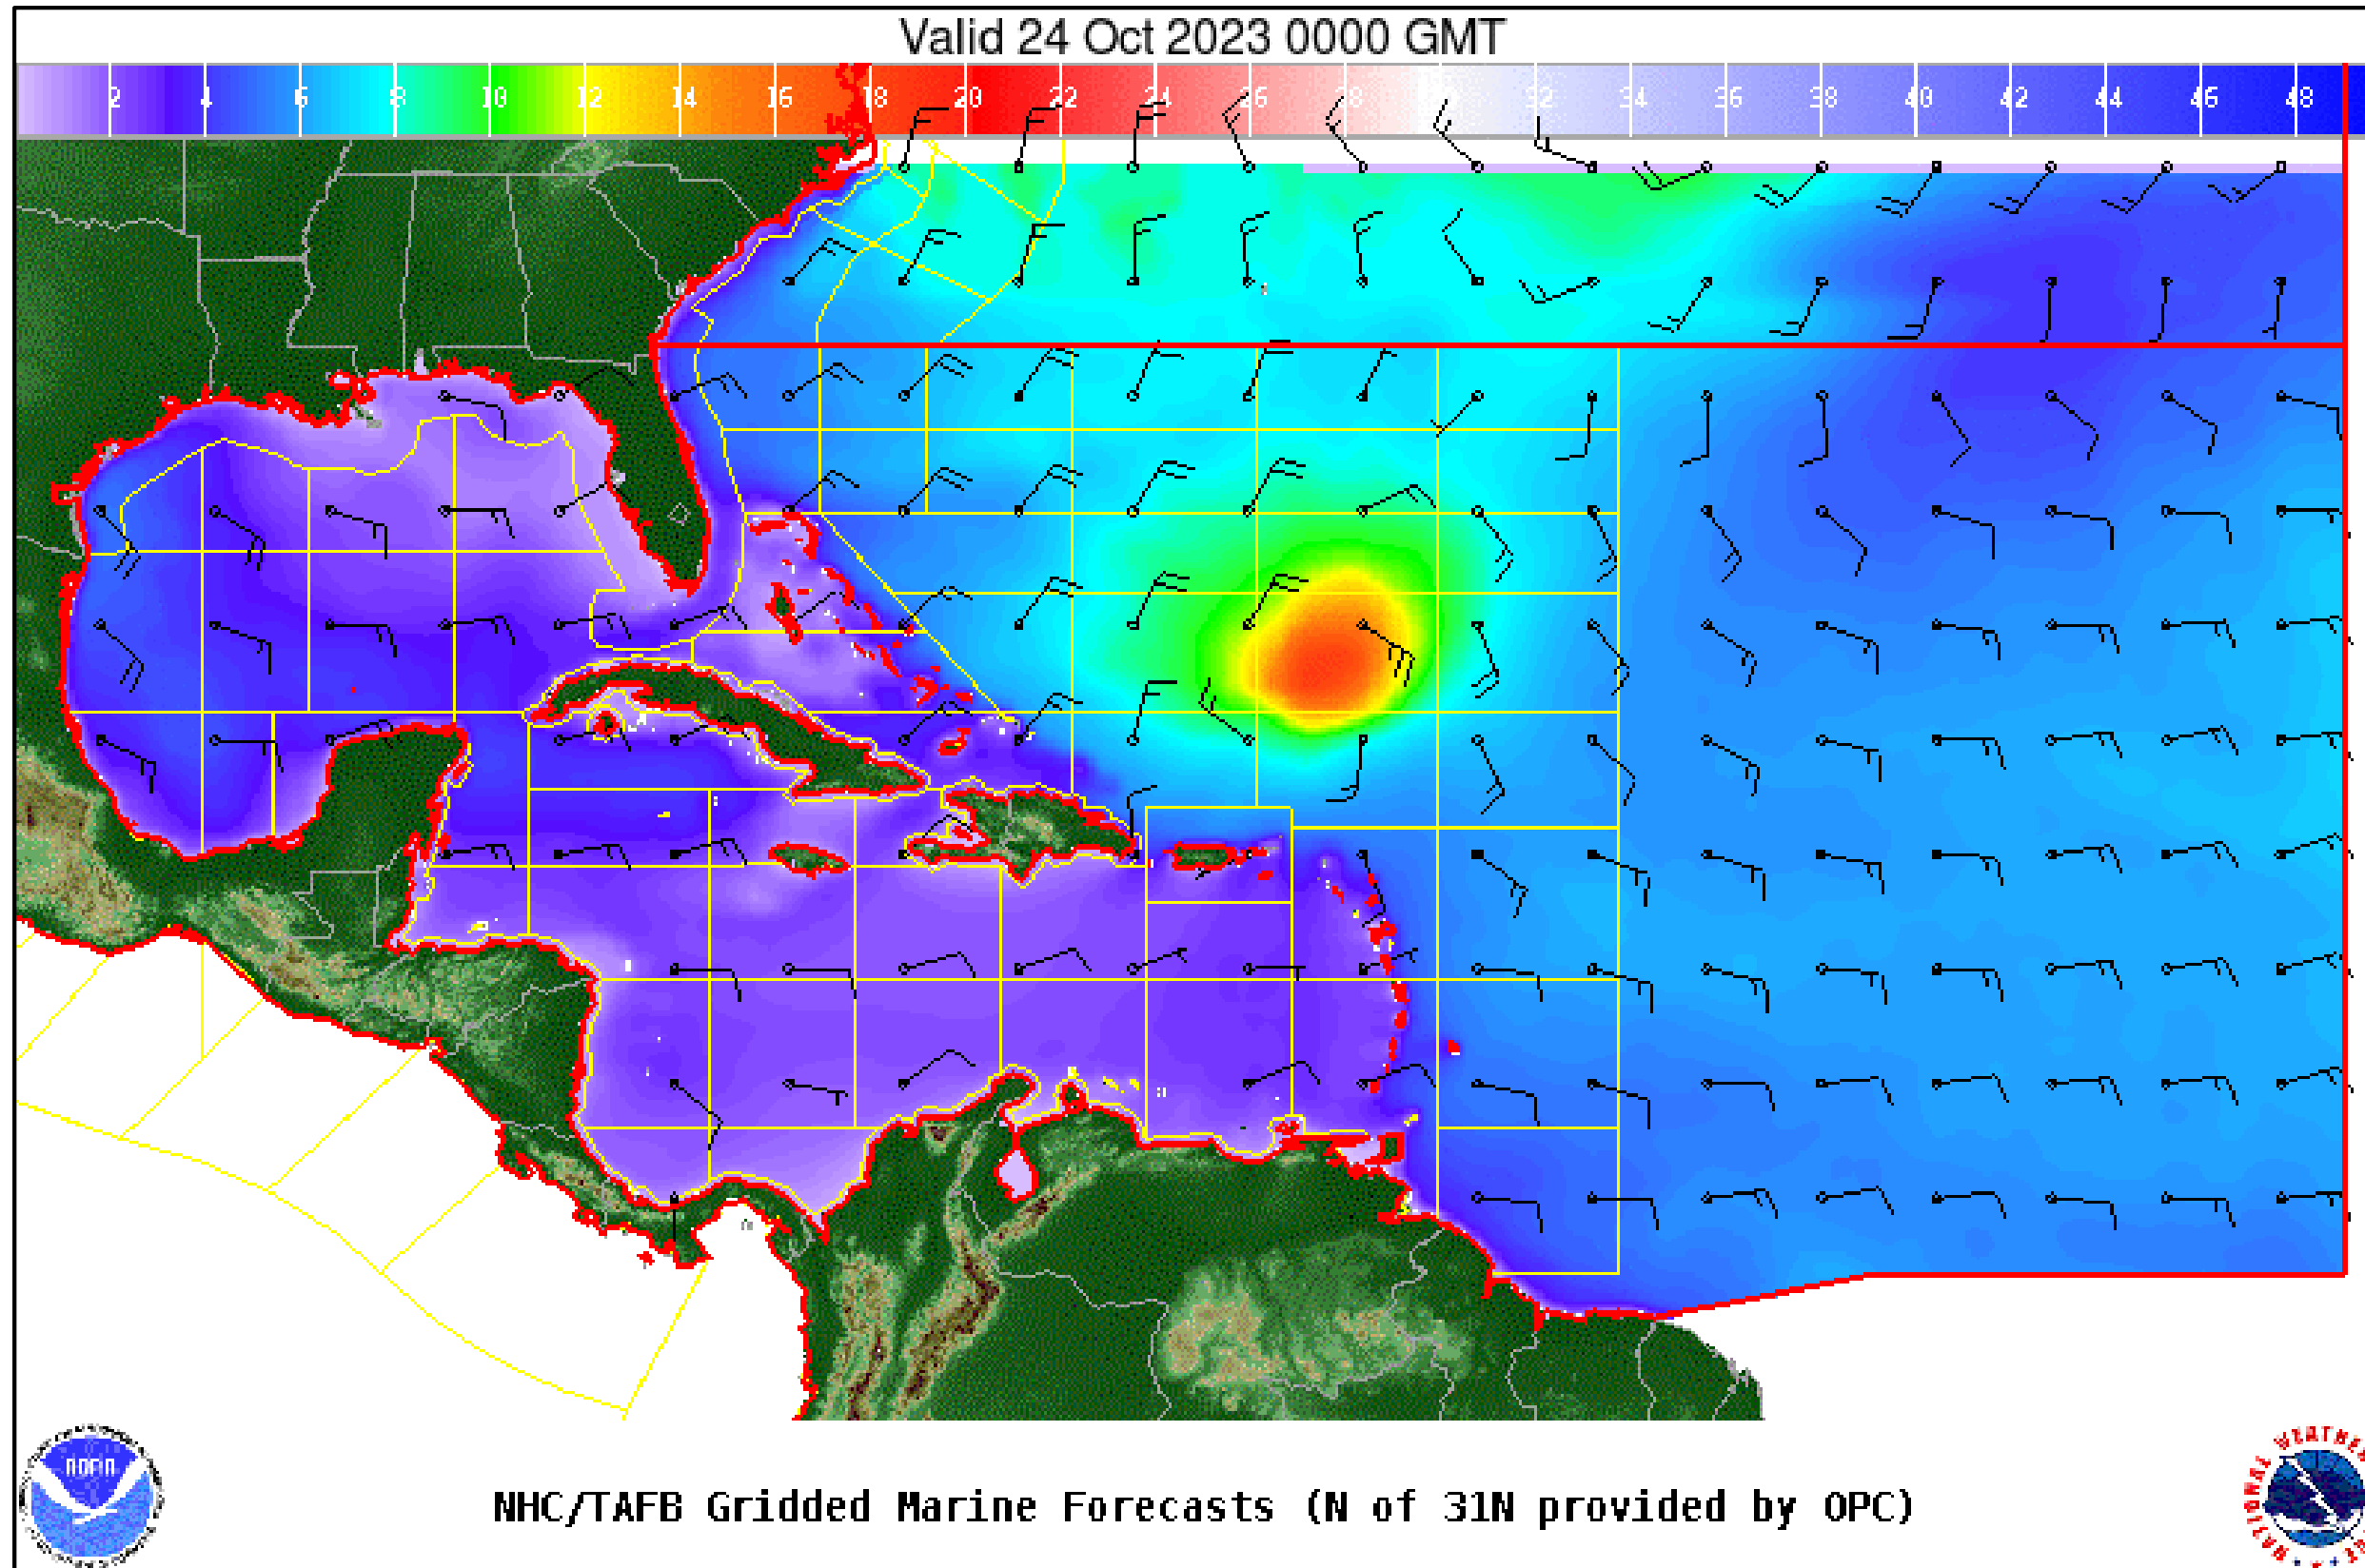 Valid 24 Oct 2023 0000 GMT
2 4 6 8 10 12 14 16 18 20 22 24 26 28 32 34 36 38 40 42 44 46 48
NHC/TAFB Gridded Marine Forecasts (N of 31N provided by OPC)
NATIONAL WEATHER